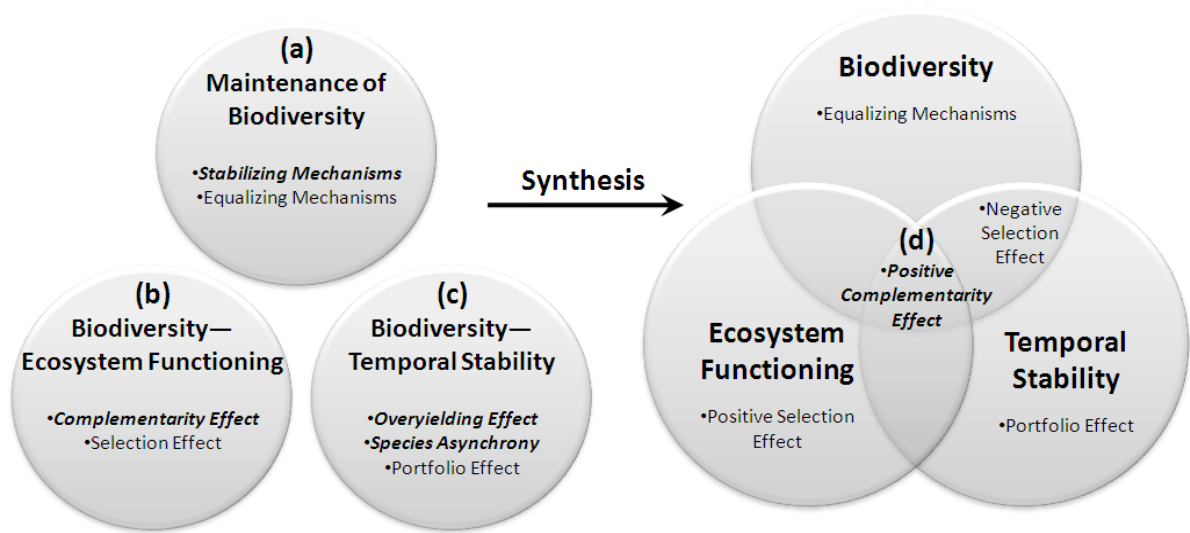 (a)
Maintenance of
Biodiversity
•Stabilizing Mechanisms
•Equalizing Mechanisms
(b)
Biodiversity—
Ecosystem Functioning
•Complementarity Effect
•Selection Effect
(c)
Biodiversity—
Temporal Stability
•Overyielding Effect
•Species Asynchrony
•Portfolio Effect
Synthesis
Biodiversity
•Equalizing Mechanisms
•Negative
Selection
Effect
(d)
•Positive
Complementarity
Effect
Ecosystem
Functioning
•Positive Selection
Effect
Temporal
Stability
•Portfolio Effect